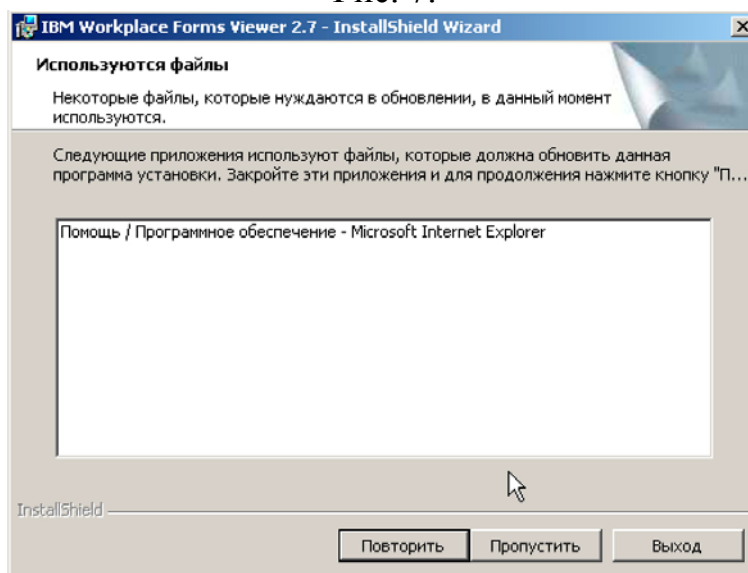 IBM Workplace Forms Viewer 2.7 - InstallShield Wizard
Используются файлы
Некоторые файлы, которые нуждаются в обновлении, в данный момент
используются.
Следующие приложения используют файлы, которые должна обновить данная
программа установки. Закройте эти приложения и для продолжения нажмите кнопку "П...
Помощь / Программное обеспечение - Microsoft Internet Explorer
InstallShield
Повторить Пропустить Выход